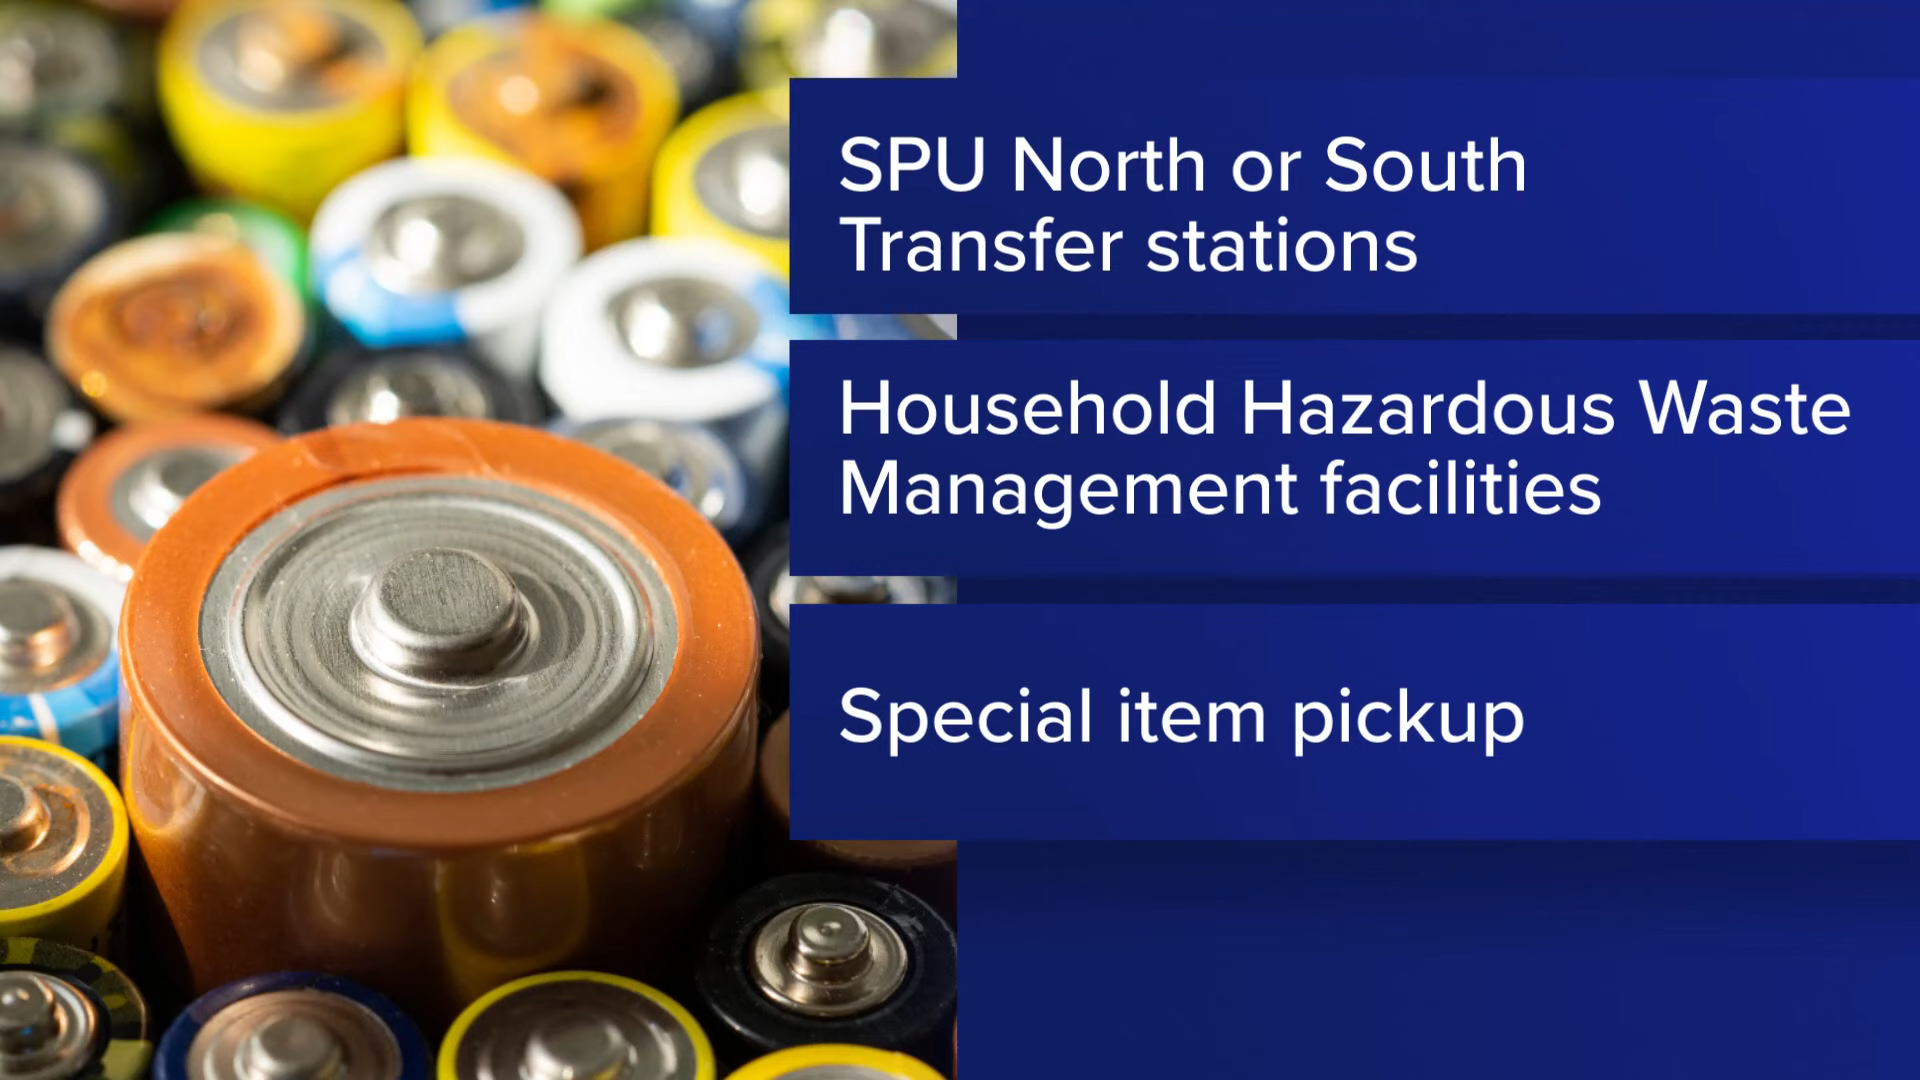 SPU North or South
Transfer stations
Household Hazardous Waste
Management facilities
Special item pickup